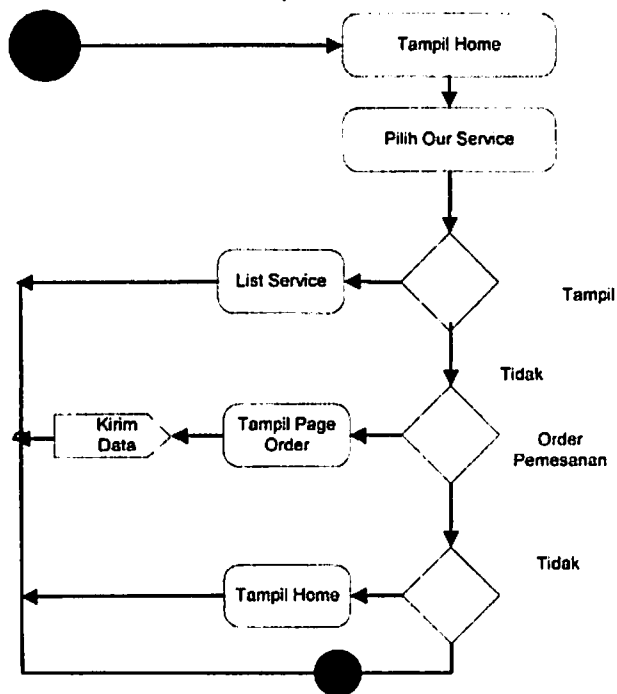 Tampil Home
Pilih Our Service
List Service
Tampil
Tidak
Kirim
Data
Tampil Page
Order
Order
Pemesanan
Tidak
Tampil Home